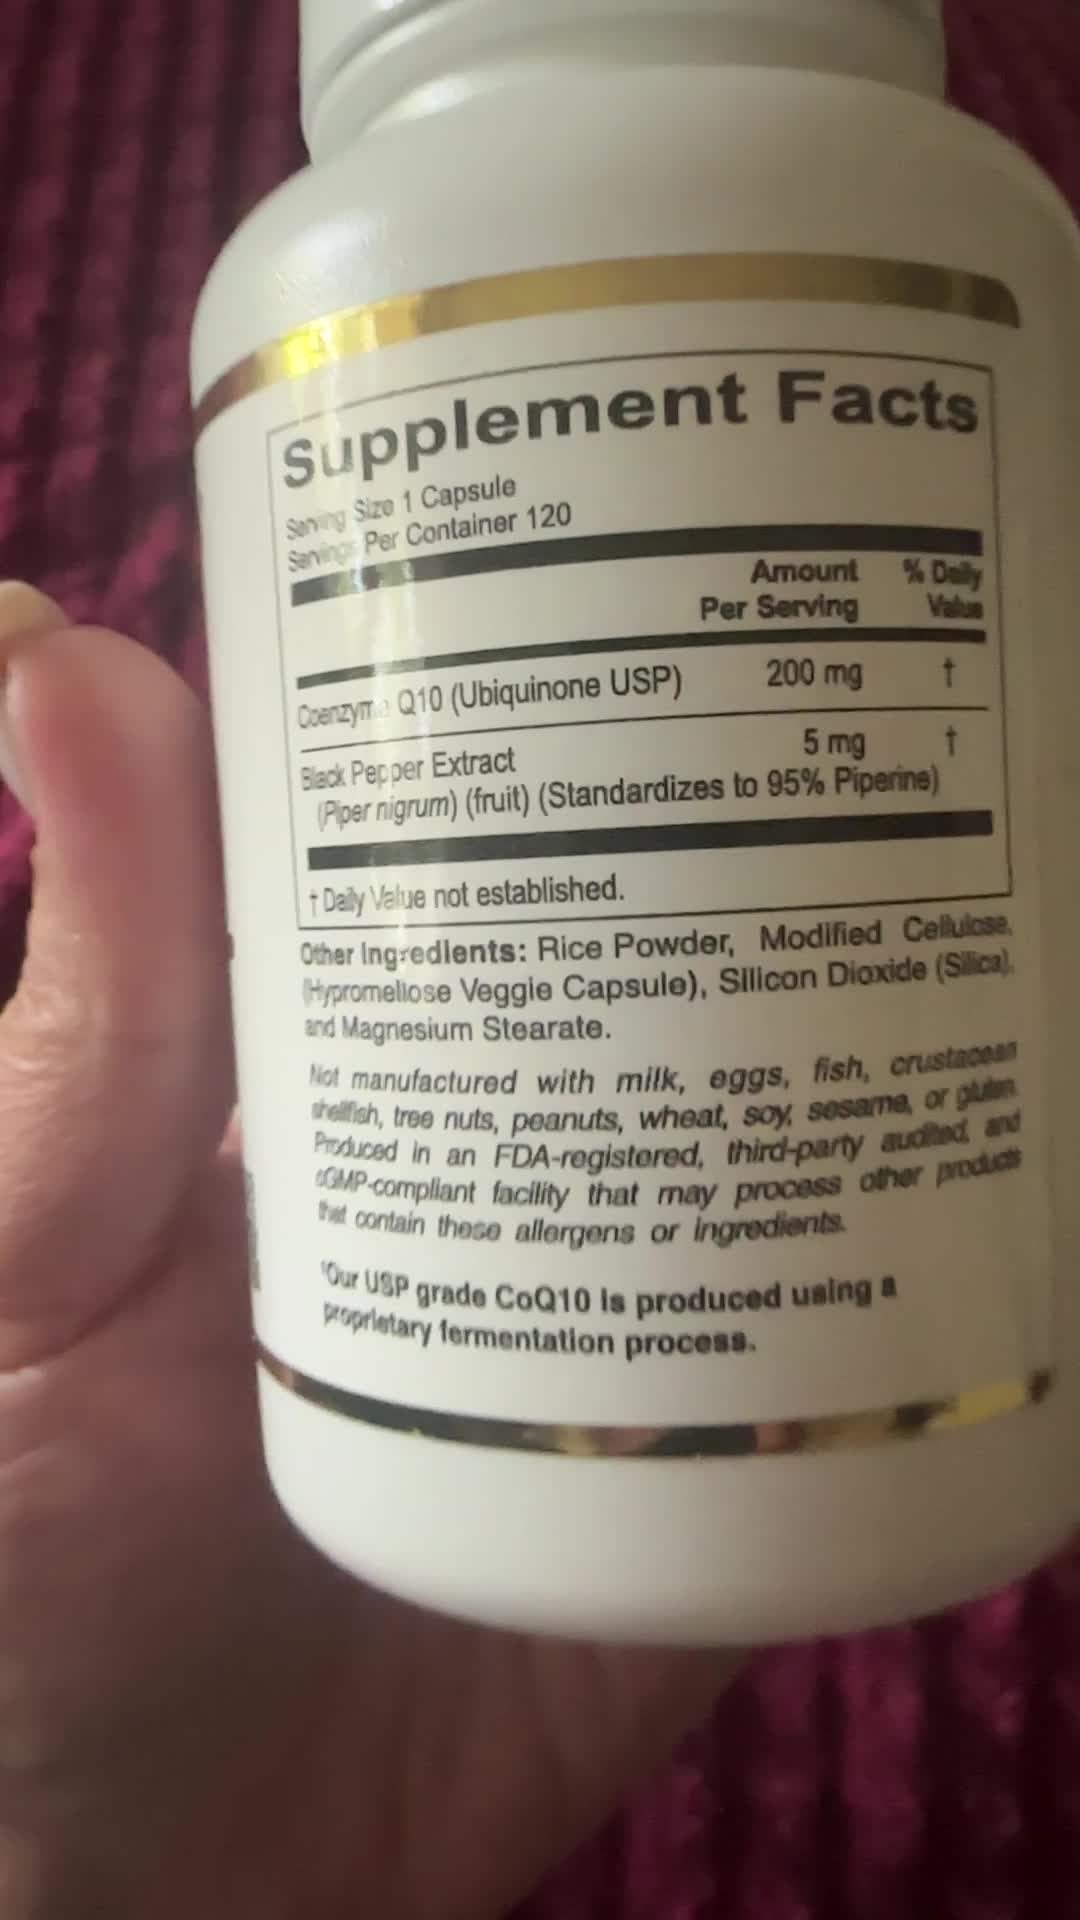 Supplement Facts
Serving Size 1 Capsule
Servings Per Container 120
Amount Per Serving
% Daily Value
Coenzyme Q10 (Ubiquinone USP) 200 mg †
Black Pepper Extract 5 mg †
(Piper nigrum) (fruit) (Standardizes to 95% Piperine)
† Daily Value not established.
Other Ingredients: Rice Powder, Modified Cellulose,
(Hypromellose Veggie Capsule), Silicon Dioxide (Silica),
and Magnesium Stearate.
Not manufactured with milk, eggs, fish, crustacean
shellfish, tree nuts, peanuts, wheat, soy, sesame, or gluten.
Produced in an FDA-registered, third-party audited, and
cGMP-compliant facility that may process other products
that contain these allergens or ingredients.
Our USP grade CoQ10 is produced using a
proprietary fermentation process.